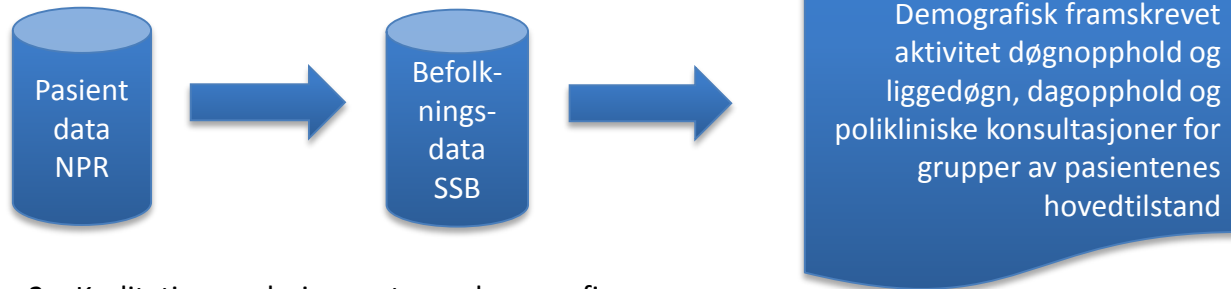 Pasient
data
NPR
Befolk-
nings-
data
SSB
Demografisk framskrevet
aktivitet døgnopphold og
liggedøgn, dagopphold og
polikliniske konsultasjoner for
grupper av pasientenes
hovedtilstand